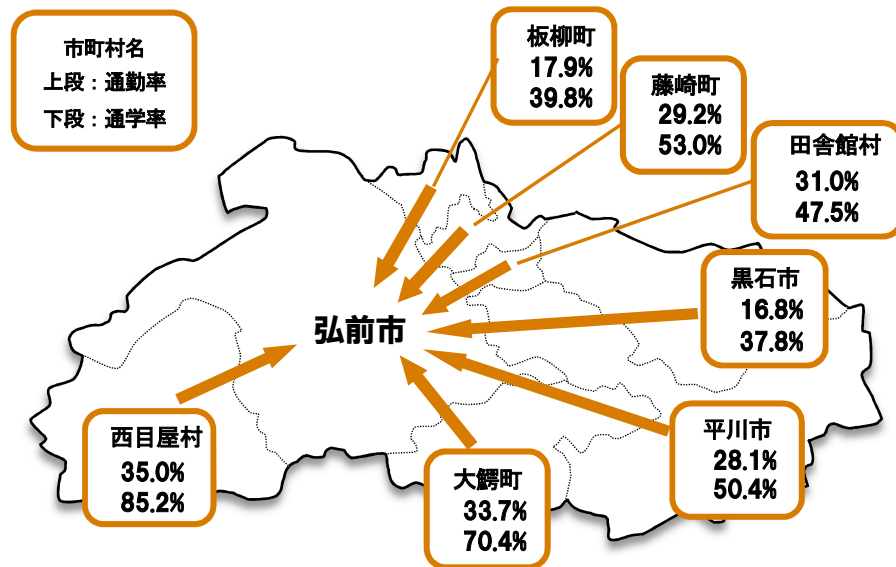 市町村名
上段：通勤率
下段：通学率
板柳町
17.9%
39.8%
藤崎町
29.2%
53.0%
田舎館村
31.0%
47.5%
黒石市
16.8%
37.8%
弘前市
平川市
28.1%
50.4%
西目屋村
35.0%
85.2%
大鰐町
33.7%
70.4%